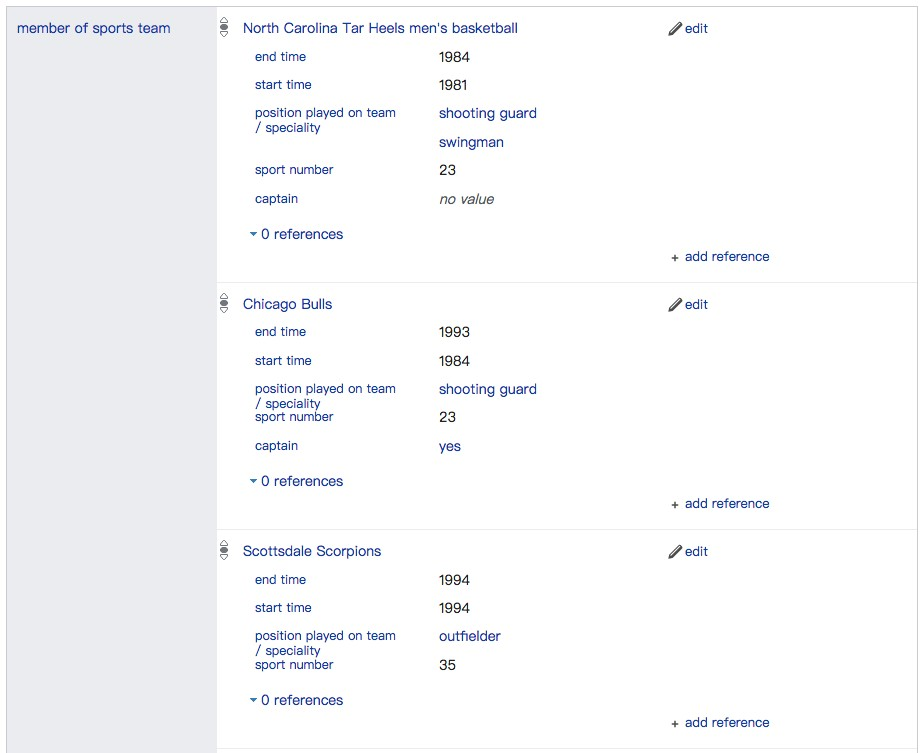 member of sports team
North Carolina Tar Heels men's basketball
edit
end time 1984
start time 1981
position played on team shooting guard
/ speciality
swingman
sport number 23
captain no value
0 references
+ add reference
Chicago Bulls
edit
end time 1993
start time 1984
position played on team shooting guard
/ speciality
sport number 23
captain yes
0 references
+ add reference
Scottsdale Scorpions
edit
end time 1994
start time 1994
position played on team outfielder
/ speciality
sport number 35
0 references
+ add reference